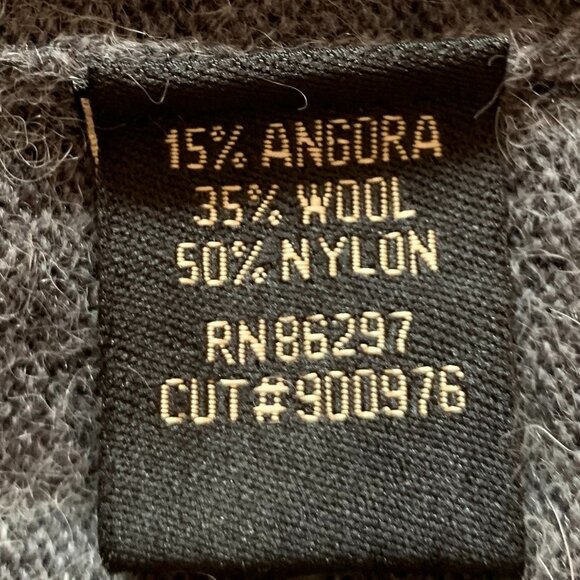 15% ANGORA
35% WOOL
50% NYLON
RN86297
CUT#900976